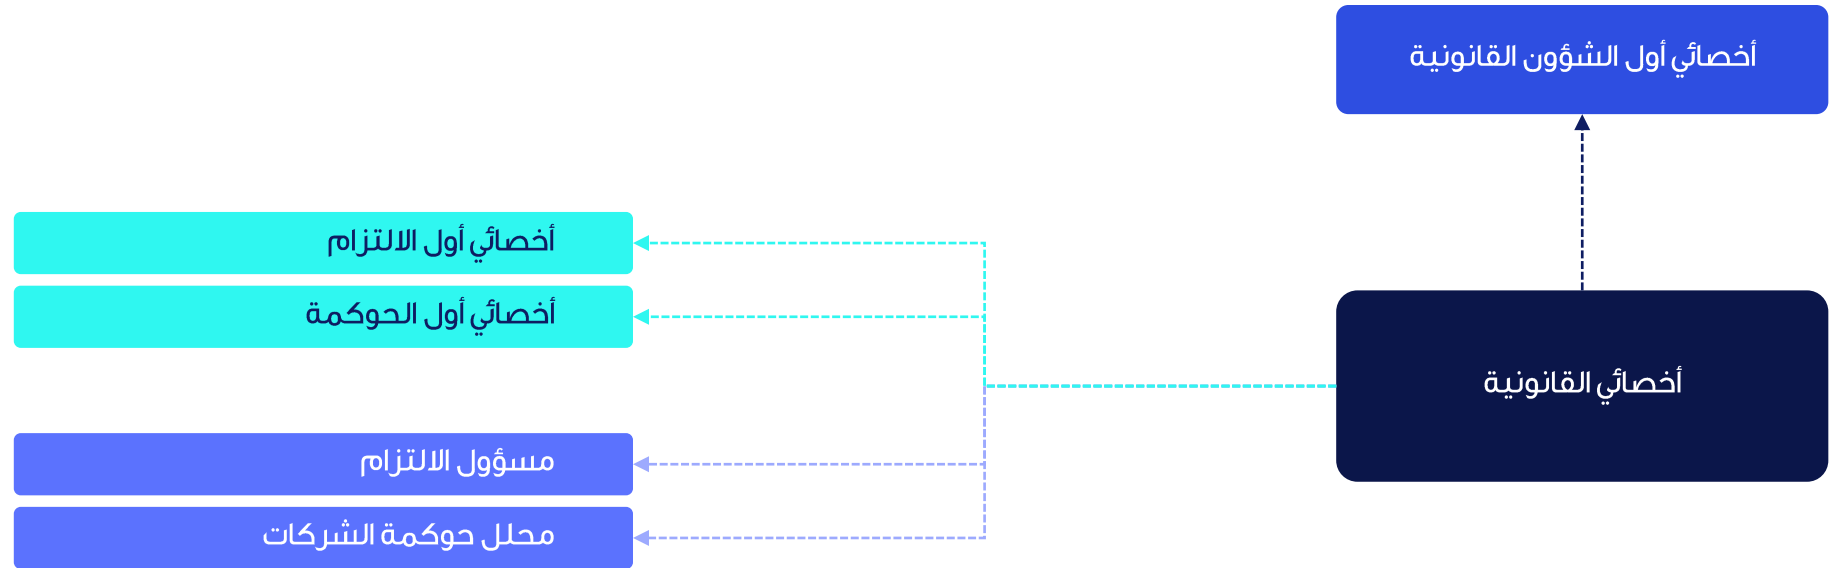 أخصائي أول الشؤون القانونية
أخصائي القانونية
أخصائي أول الالتزام
أخصائي أول الحوكمة
مسؤول الالتزام
محلل حوكمة الشركات